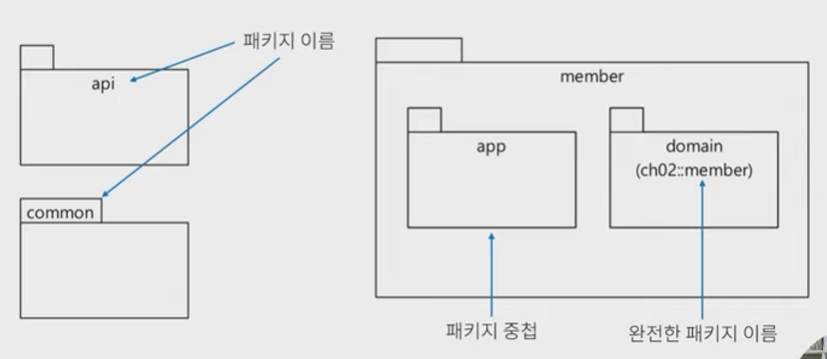 패키지 이름
api
common
member
app
domain
(ch02::member)
패키지 중첩
완전한 패키지 이름